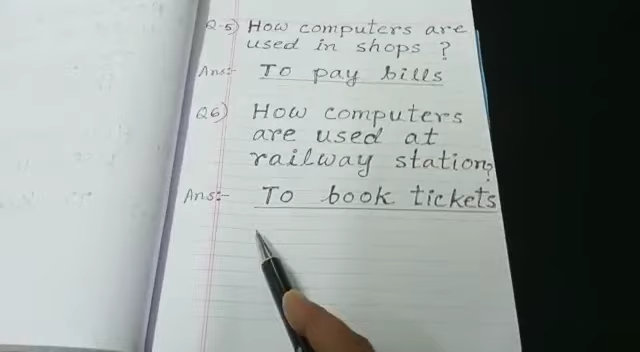 Q-5) How computers are
used in shops ?
Ans:- To pay bills
Q6) How computers
are used at
railway station?
Ans:- To book tickets